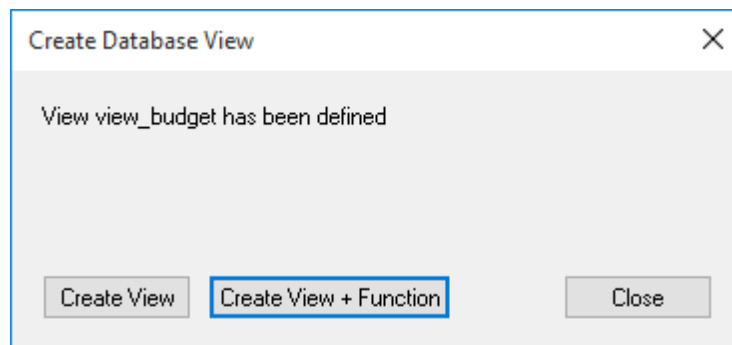 Create Database View
View view_budget has been defined
Create View
Create View + Function
Close